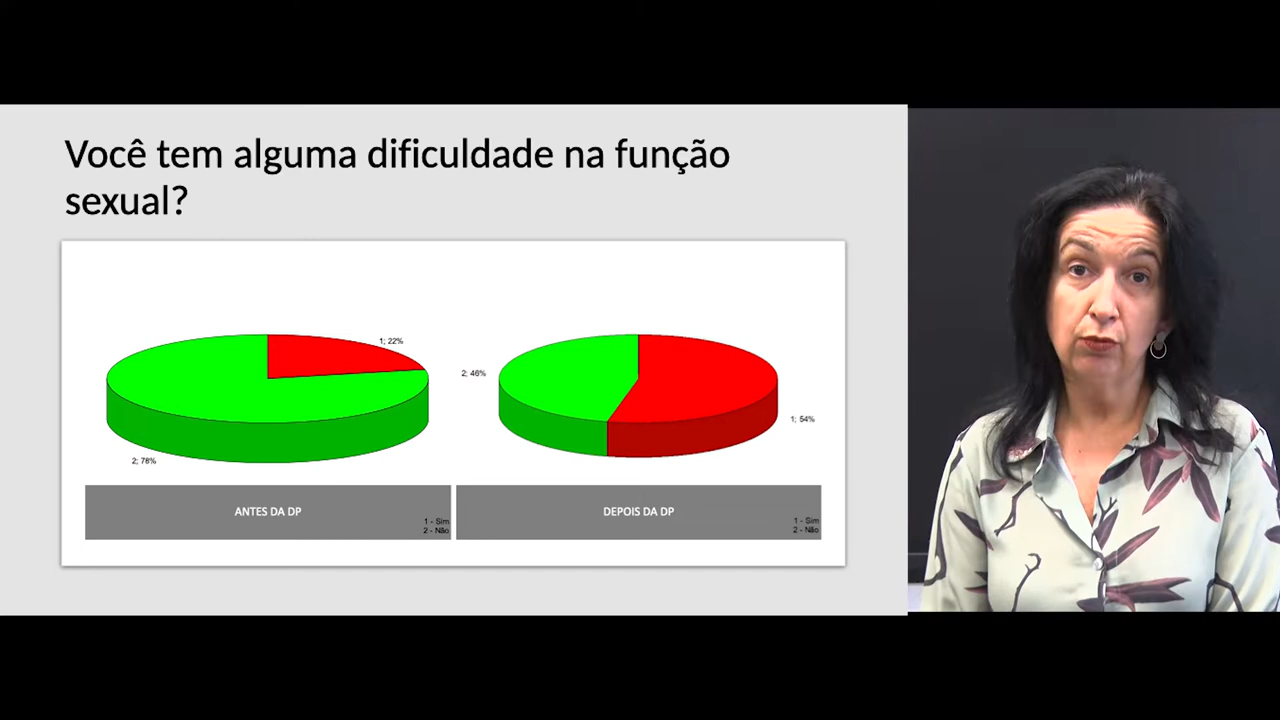 Você tem alguma dificuldade na função
sexual?
1; 22%
2; 78%
2; 46%
1; 54%
ANTES DA DP
1 - Sim
2 - Não
DEPOIS DA DP
1 - Sim
2 - Não